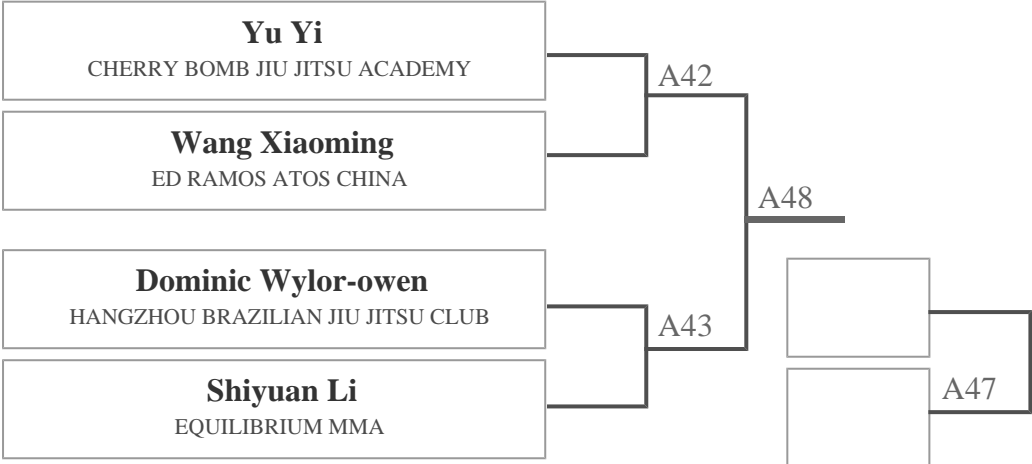 Yu Yi
CHERRY BOMB JIU JITSU ACADEMY
A42
Wang Xiaoming
ED RAMOS ATOS CHINA
A48
Dominic Wylor-owen
HANGZHOU BRAZILIAN JIU JITSU CLUB
A43
Shiyuan Li
EQUILIBRIUM MMA
A47